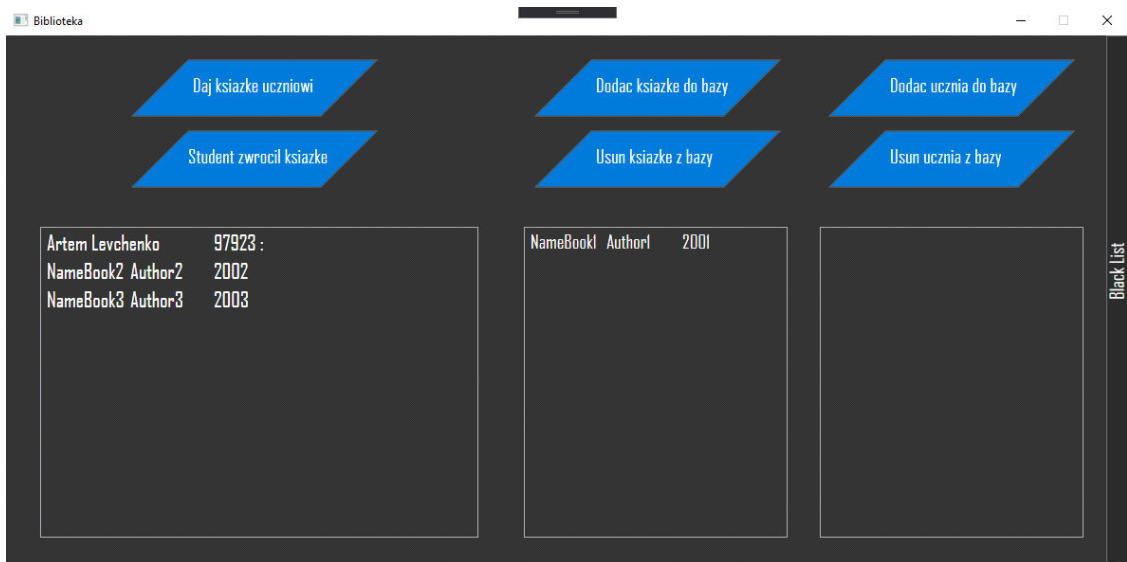 Biblioteka
Daj ksiazke uczniowi
Dodac ksiazke do bazy
Dodac ucznia do bazy
Student zwrocil ksiazke
Usun ksiazke z bazy
Usun ucznia z bazy
Artem Levchenko 97923 :
NameBook2 Author2 2002
NameBook3 Author3 2003
NameBook1 Author1 2001
Black List